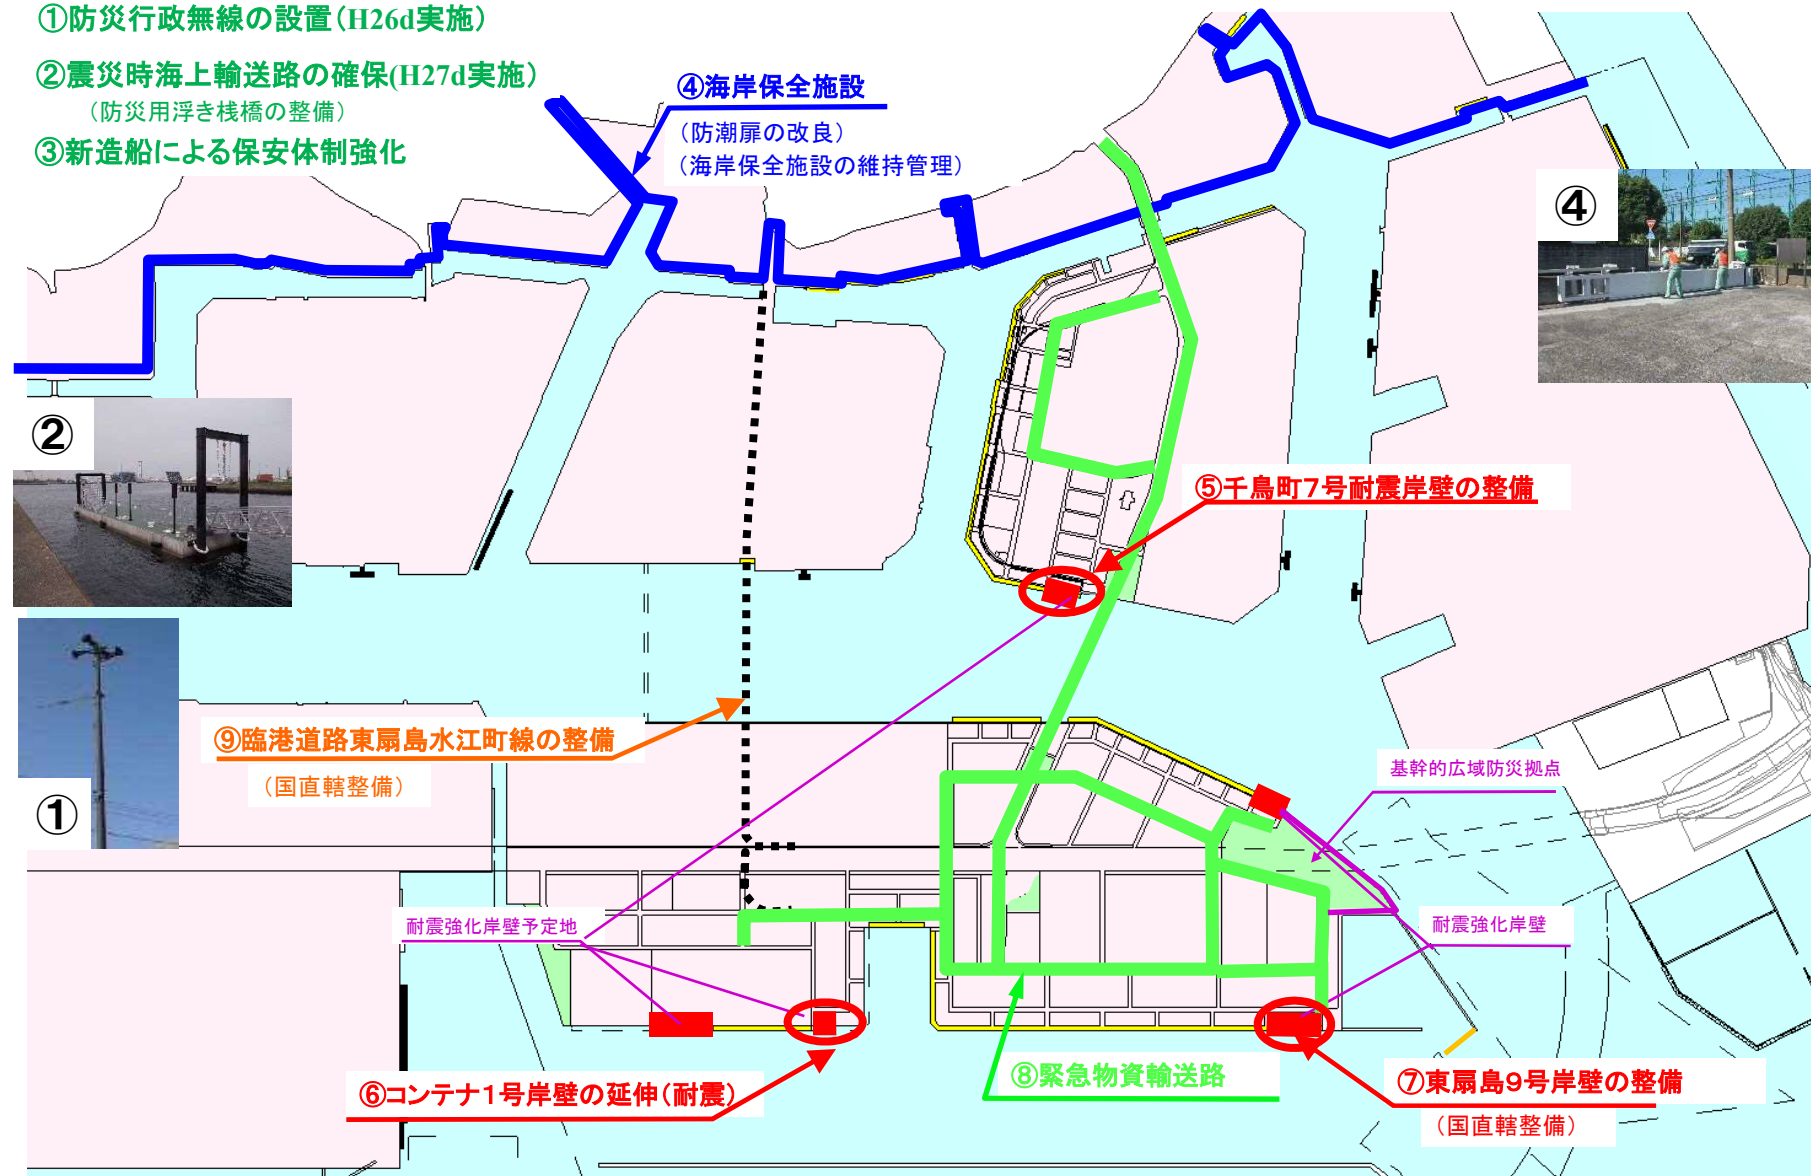 ①防災行政無線の設置(H26d実施)
②震災時海上輸送路の確保(H27d実施)
（防災用浮き桟橋の整備）
③新造船による保安体制強化
④海岸保全施設
（防潮扉の改良）
（海岸保全施設の維持管理）
④
②
⑤千鳥町7号耐震岸壁の整備
①
⑨臨港道路東扇島水江町線の整備
（国直轄整備）
基幹的広域防災拠点
耐震強化岸壁予定地
耐震強化岸壁
⑥コンテナ1号岸壁の延伸(耐震)
⑧緊急物資輸送路
⑦東扇島9号岸壁の整備
（国直轄整備）